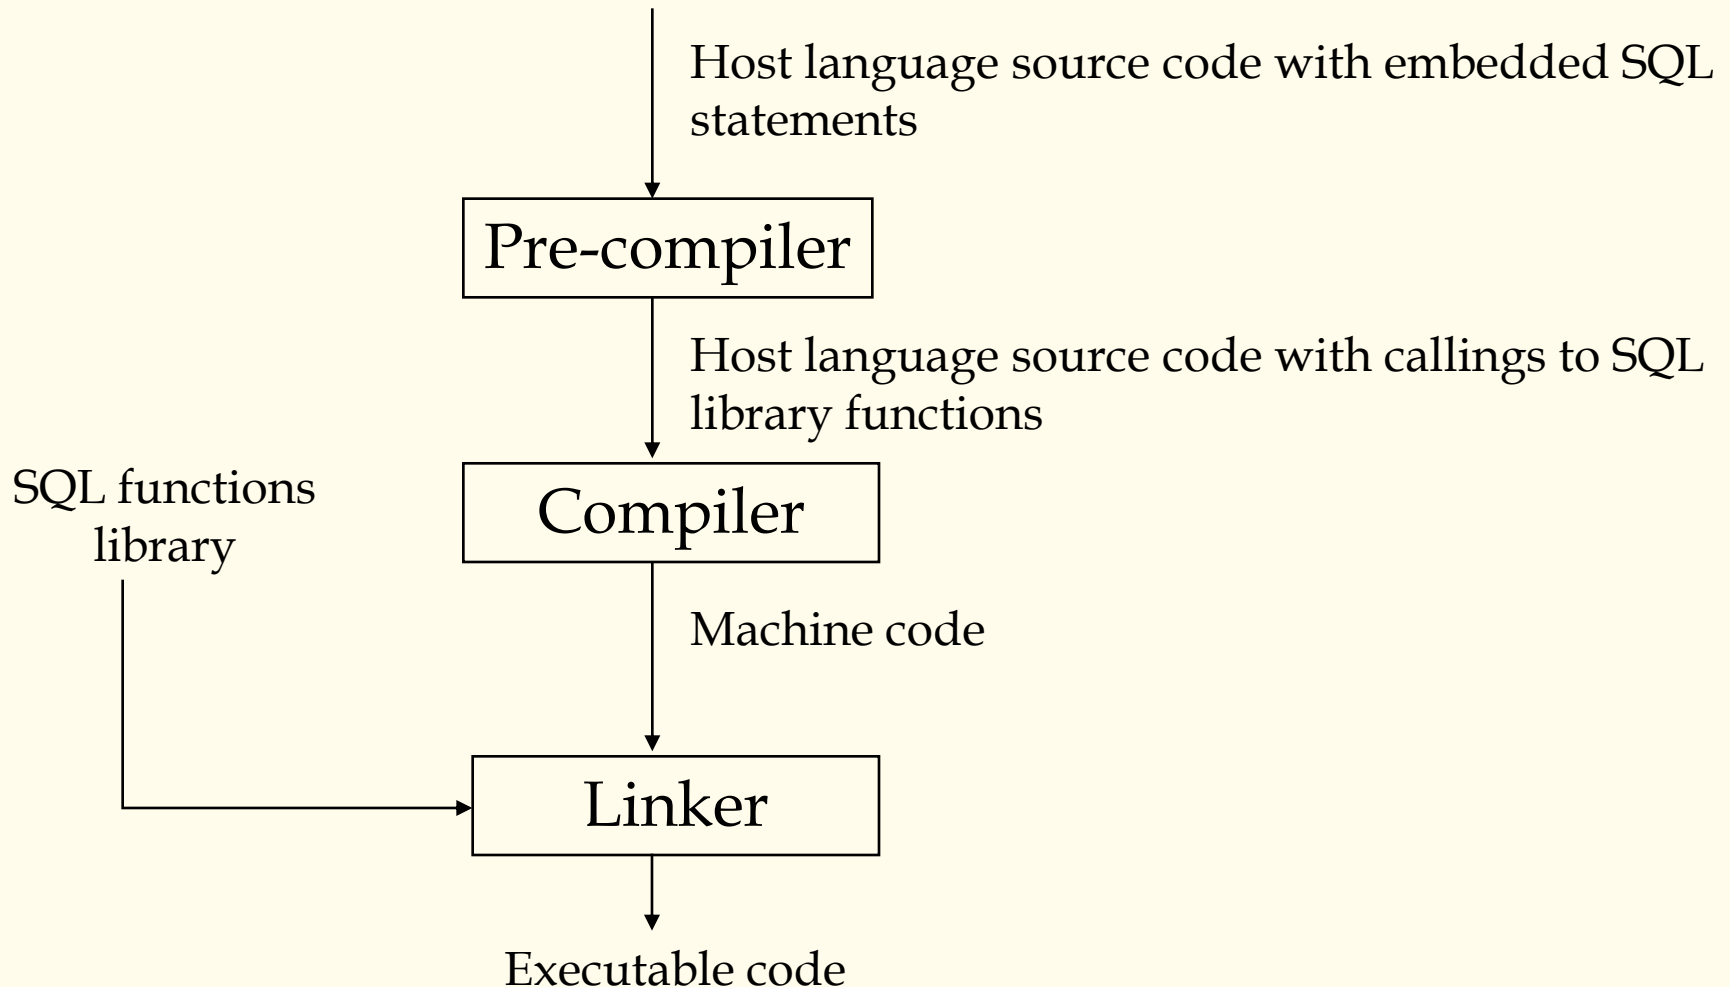 Host language source code with embedded SQL
statements
Pre-compiler
Host language source code with callings to SQL
library functions
SQL functions
library
Compiler
Machine code
Linker
Executable code